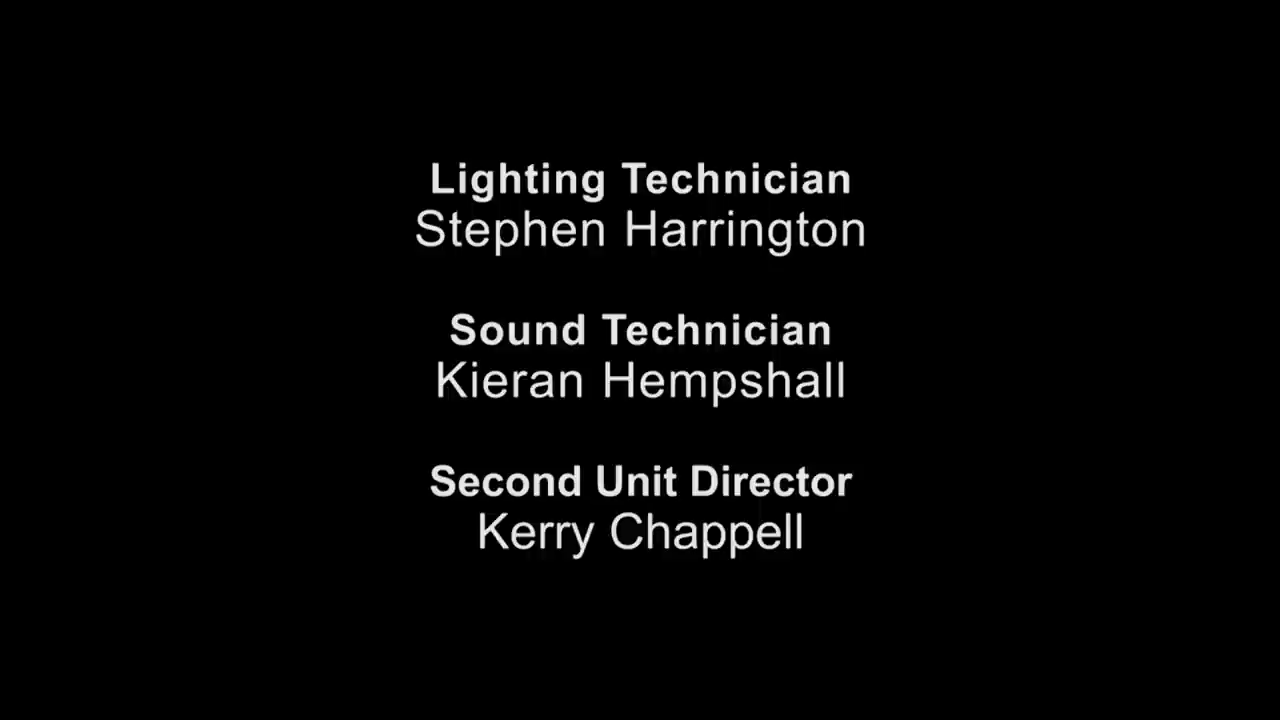 Lighting Technician
Stephen Harrington
Sound Technician
Kieran Hempshall
Second Unit Director
Kerry Chappell